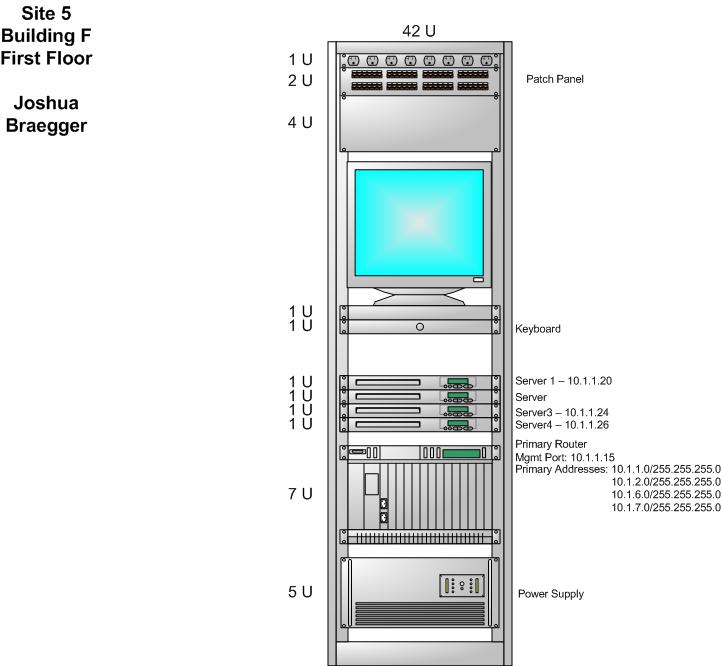 Site 5
Building F
First Floor
Joshua
Braegger
42 U
1 U
2 U
Patch Panel
4 U
1 U
1 U
Keyboard
1 U
Server 1 – 10.1.1.20
1 U
Server
1 U
Server3 – 10.1.1.24
1 U
Server4 – 10.1.1.26
Primary Router
Mgmt Port: 10.1.1.15
Primary Addresses: 10.1.1.0/255.255.255.0
10.1.2.0/255.255.255.0
10.1.6.0/255.255.255.0
10.1.7.0/255.255.255.0
7 U
5 U
Power Supply